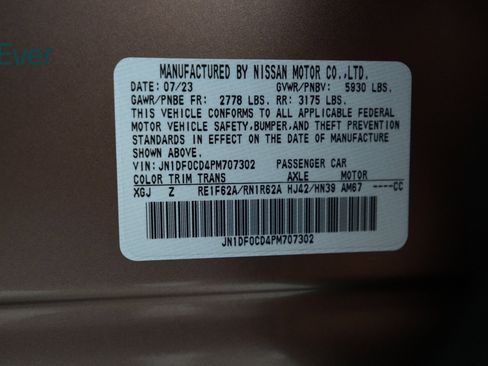 Ever
MANUFACTURED BY NISSAN MOTOR CO.,LTD.
DATE: 07/23 GVWR/PNBV: 5930 LBS.
GAWR/PNBE FR: 2778 LBS. RR: 3175 LBS.
THIS VEHICLE CONFORMS TO ALL APPLICABLE FEDERAL
MOTOR VEHICLE SAFETY,BUMPER,AND THEFT PREVENTION
STANDARDS IN EFFECT ON THE DATE OF MANUFACTURE
SHOWN ABOVE.
VIN: JN1DF0CD4PM707302 PASSENGER CAR
COLOR TRIM TRANS AXLE MOTOR
XGJ Z RE1F62A/RN1R62A HJ42/HN39 AM67 ----CC
JN1DF0CD4PM707302